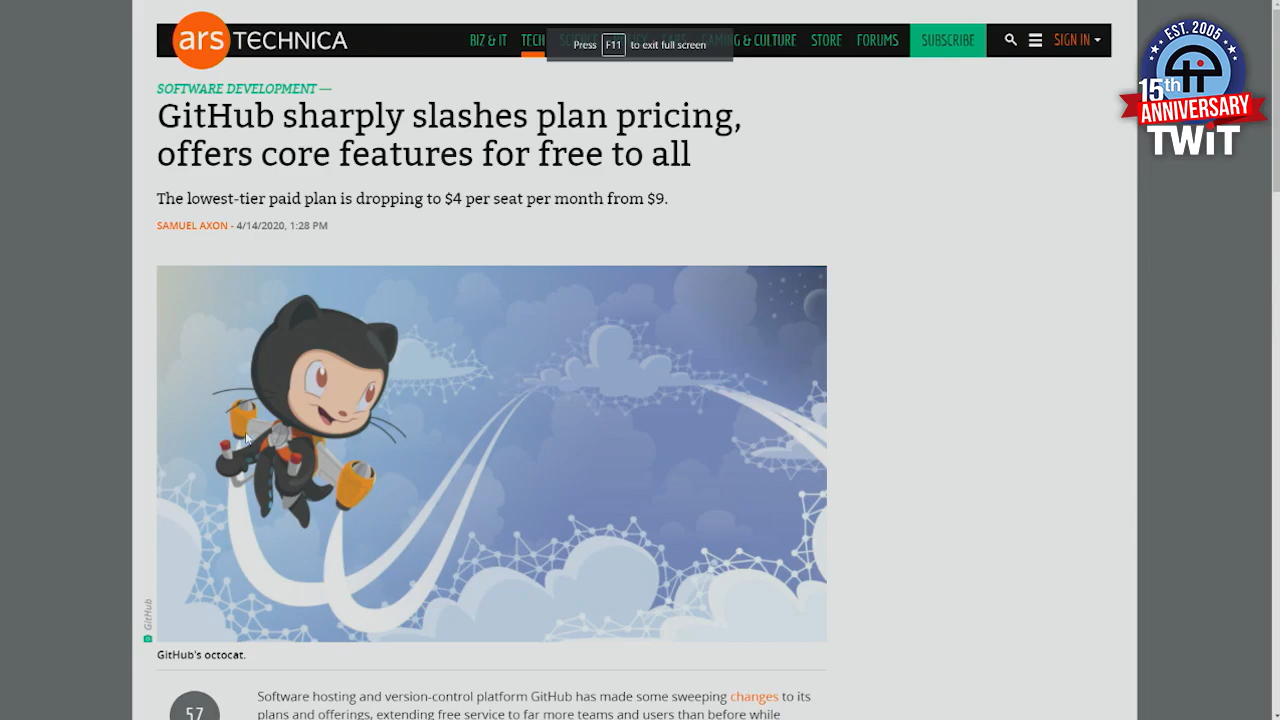 ars TECHNICA
BIZ & IT TECH SCIENCE CARS GAMING & CULTURE STORE FORUMS SUBSCRIBE SIGN IN
Press F11 to exit full screen
EST. 2005
15th
ANNIVERSARY
TWiT
SOFTWARE DEVELOPMENT —
GitHub sharply slashes plan pricing,
offers core features for free to all
The lowest-tier paid plan is dropping to $4 per seat per month from $9.
SAMUEL AXON - 4/14/2020, 1:28 PM
GitHub
GitHub's octocat.
57
Software hosting and version-control platform GitHub has made some sweeping changes to its
plans and offerings, extending free service to far more teams and users than before while